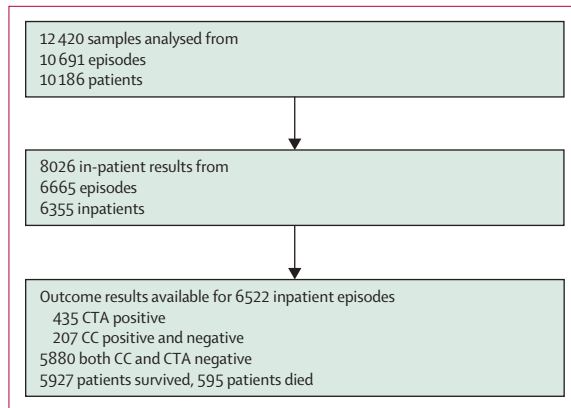 12 420 samples analysed from
10 691 episodes
10 186 patients
8026 in-patient results from
6665 episodes
6355 inpatients
Outcome results available for 6522 inpatient episodes
435 CTA positive
207 CC positive and negative
5880 both CC and CTA negative
5927 patients survived, 595 patients died